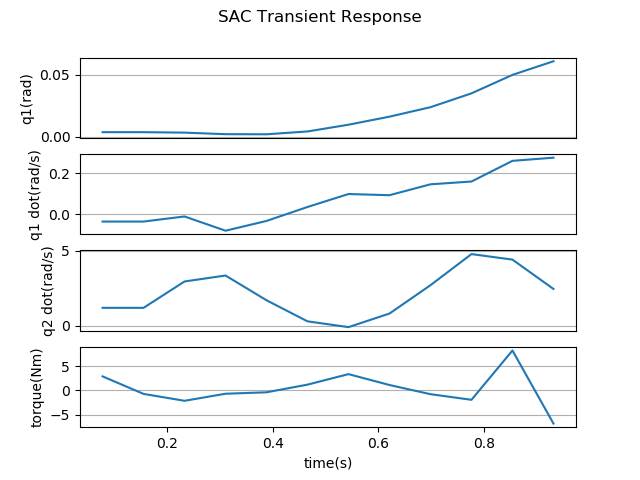 SAC Transient Response
0.05
0.00
q1(rad)
0.2
0.0
q1 dot(rad/s)
5
0
q2 dot(rad/s)
5
0
−5
torque(Nm)
0.2 0.4 0.6 0.8
time(s)